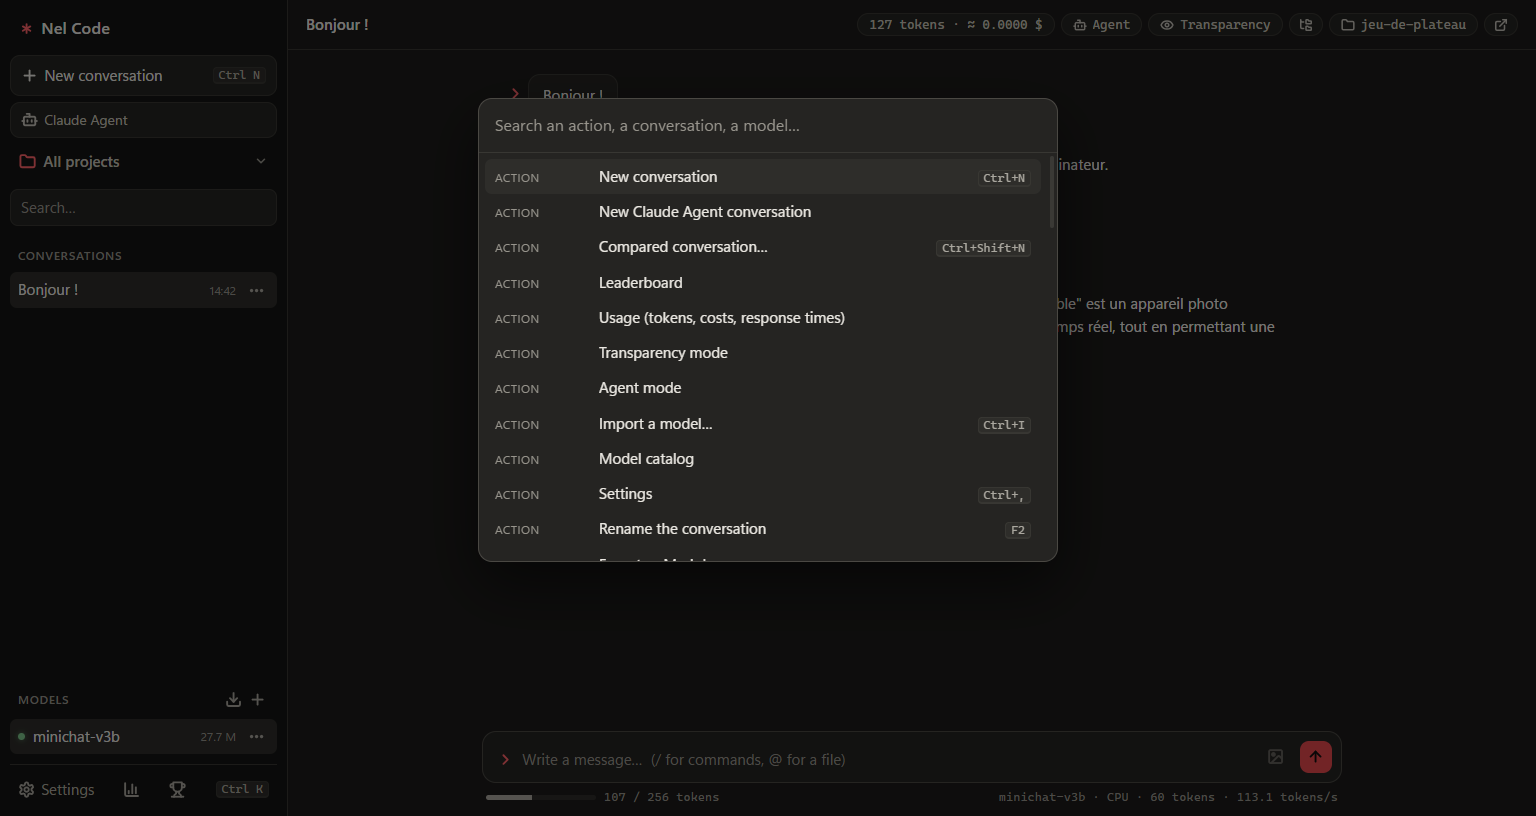 Nel Code
New conversation Ctrl N
Claude Agent
All projects
Search...
CONVERSATIONS
Bonjour ! 14:42
MODELS
minichat-v3b 27.7 M
Settings Ctrl K
Bonjour !
127 tokens · ≈ 0.0000 $ Agent Transparency jeu-de-plateau
Bonjour !
Search an action, a conversation, a model...
ACTION New conversation Ctrl+N
ACTION New Claude Agent conversation
ACTION Compared conversation... Ctrl+Shift+N
ACTION Leaderboard
ACTION Usage (tokens, costs, response times)
ACTION Transparency mode
ACTION Agent mode
ACTION Import a model... Ctrl+I
ACTION Model catalog
ACTION Settings Ctrl+,
ACTION Rename the conversation F2
inateur.
ble" est un appareil photo
mps réel, tout en permettant une
Write a message... (/ for commands, @ for a file)
107 / 256 tokens
minichat-v3b · CPU · 60 tokens · 113.1 tokens/s